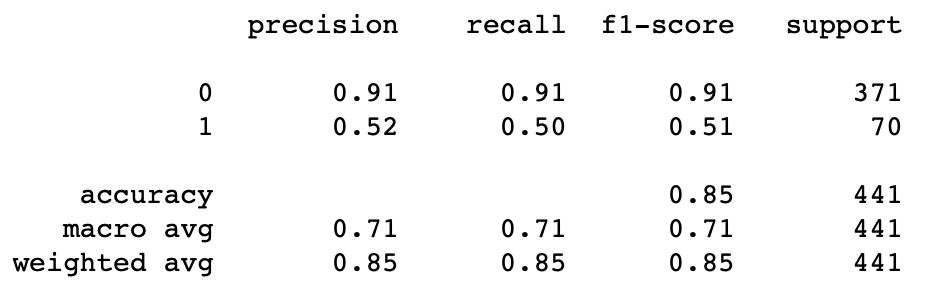 precision recall f1-score support
0 0.91 0.91 0.91 371
1 0.52 0.50 0.51 70
accuracy 0.85 441
macro avg 0.71 0.71 0.71 441
weighted avg 0.85 0.85 0.85 441